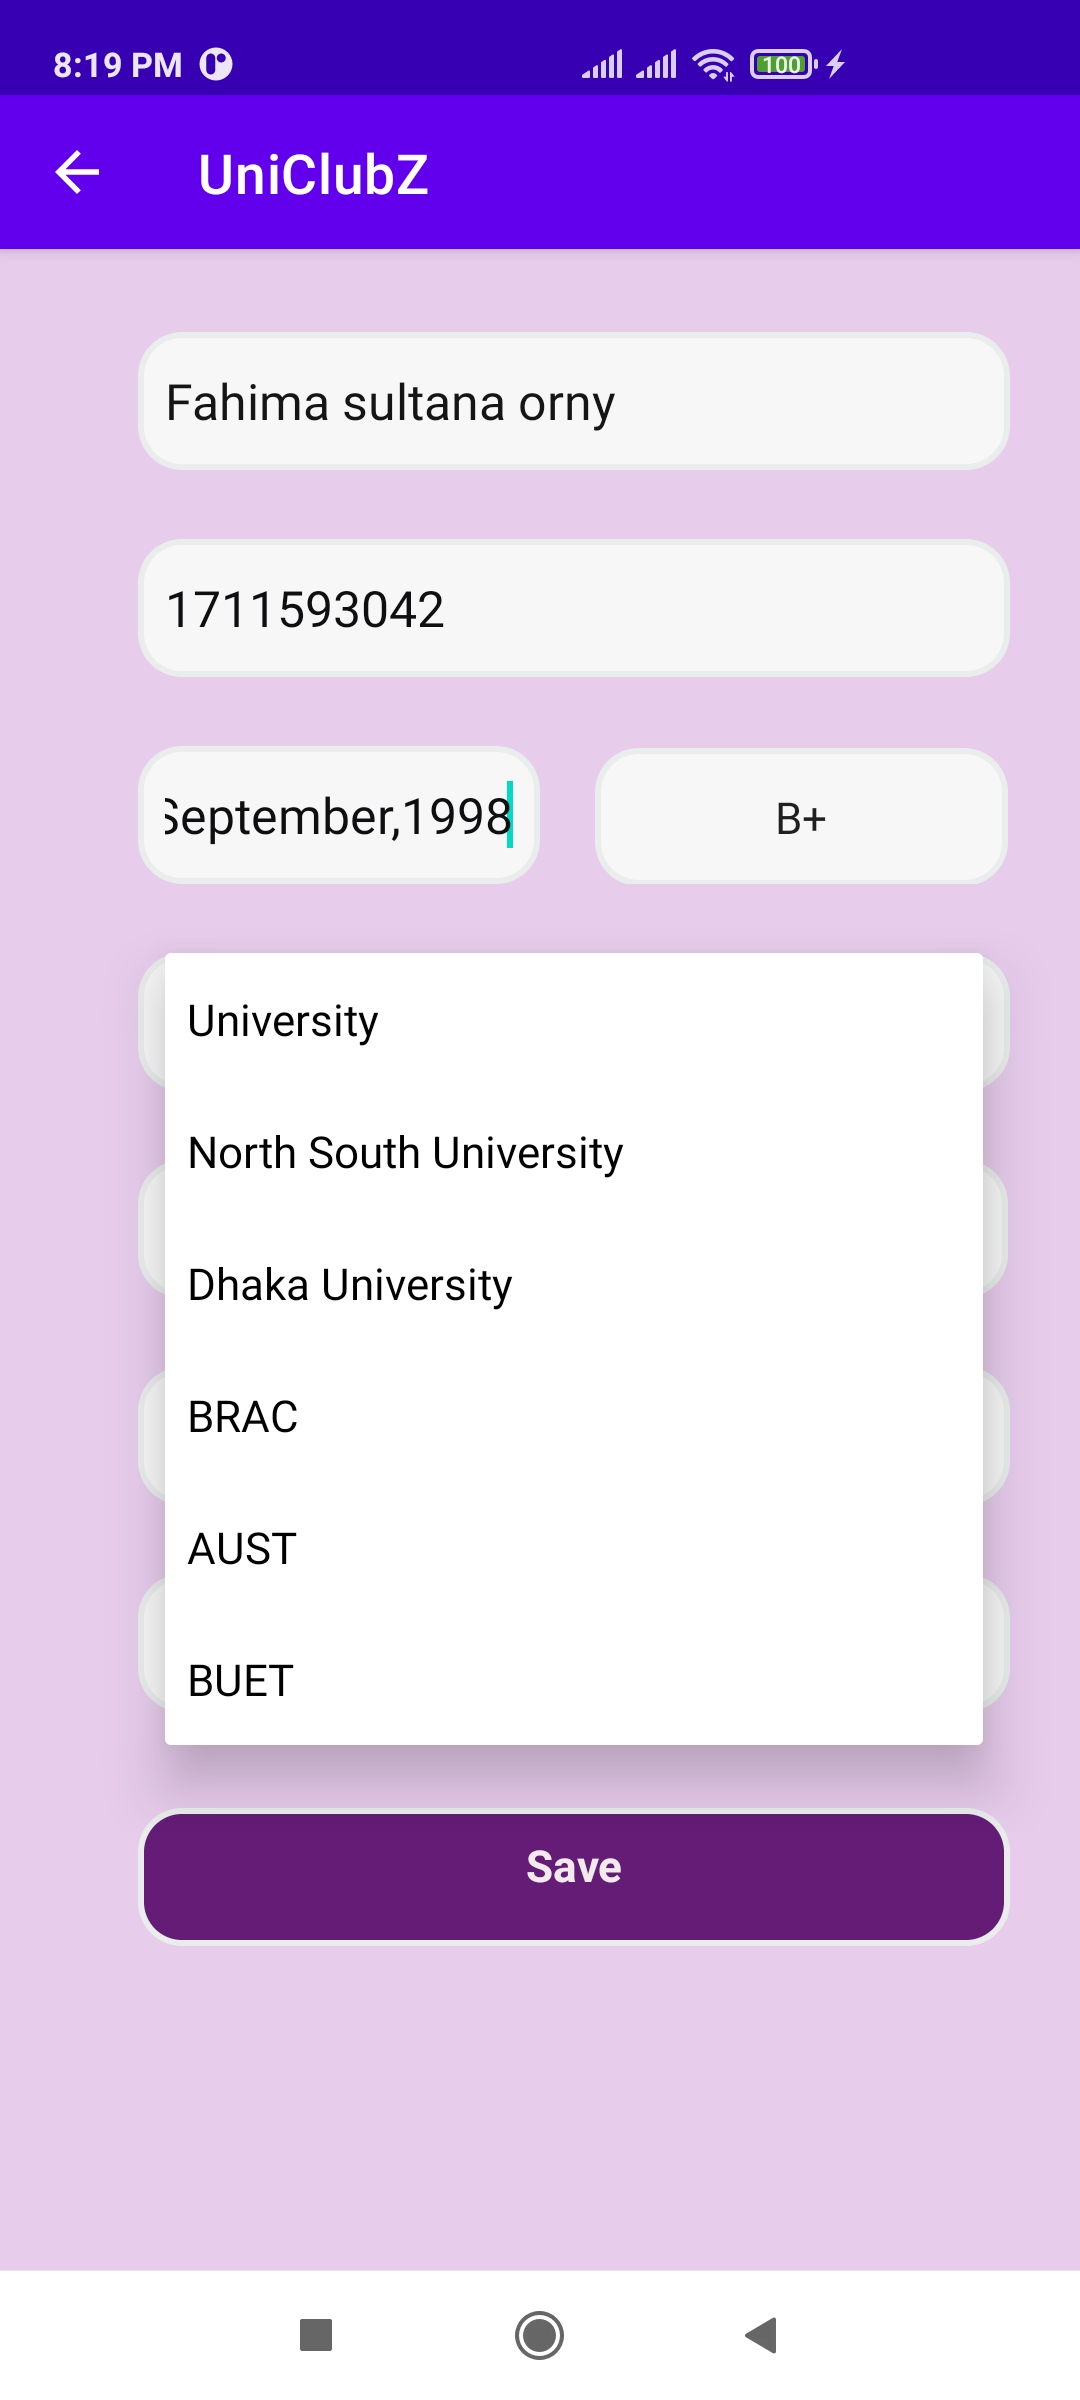 8:19 PM 100
UniClubZ
Fahima sultana orny
1711593042
September,1998 B+
University
North South University
Dhaka University
BRAC
AUST
BUET
Save